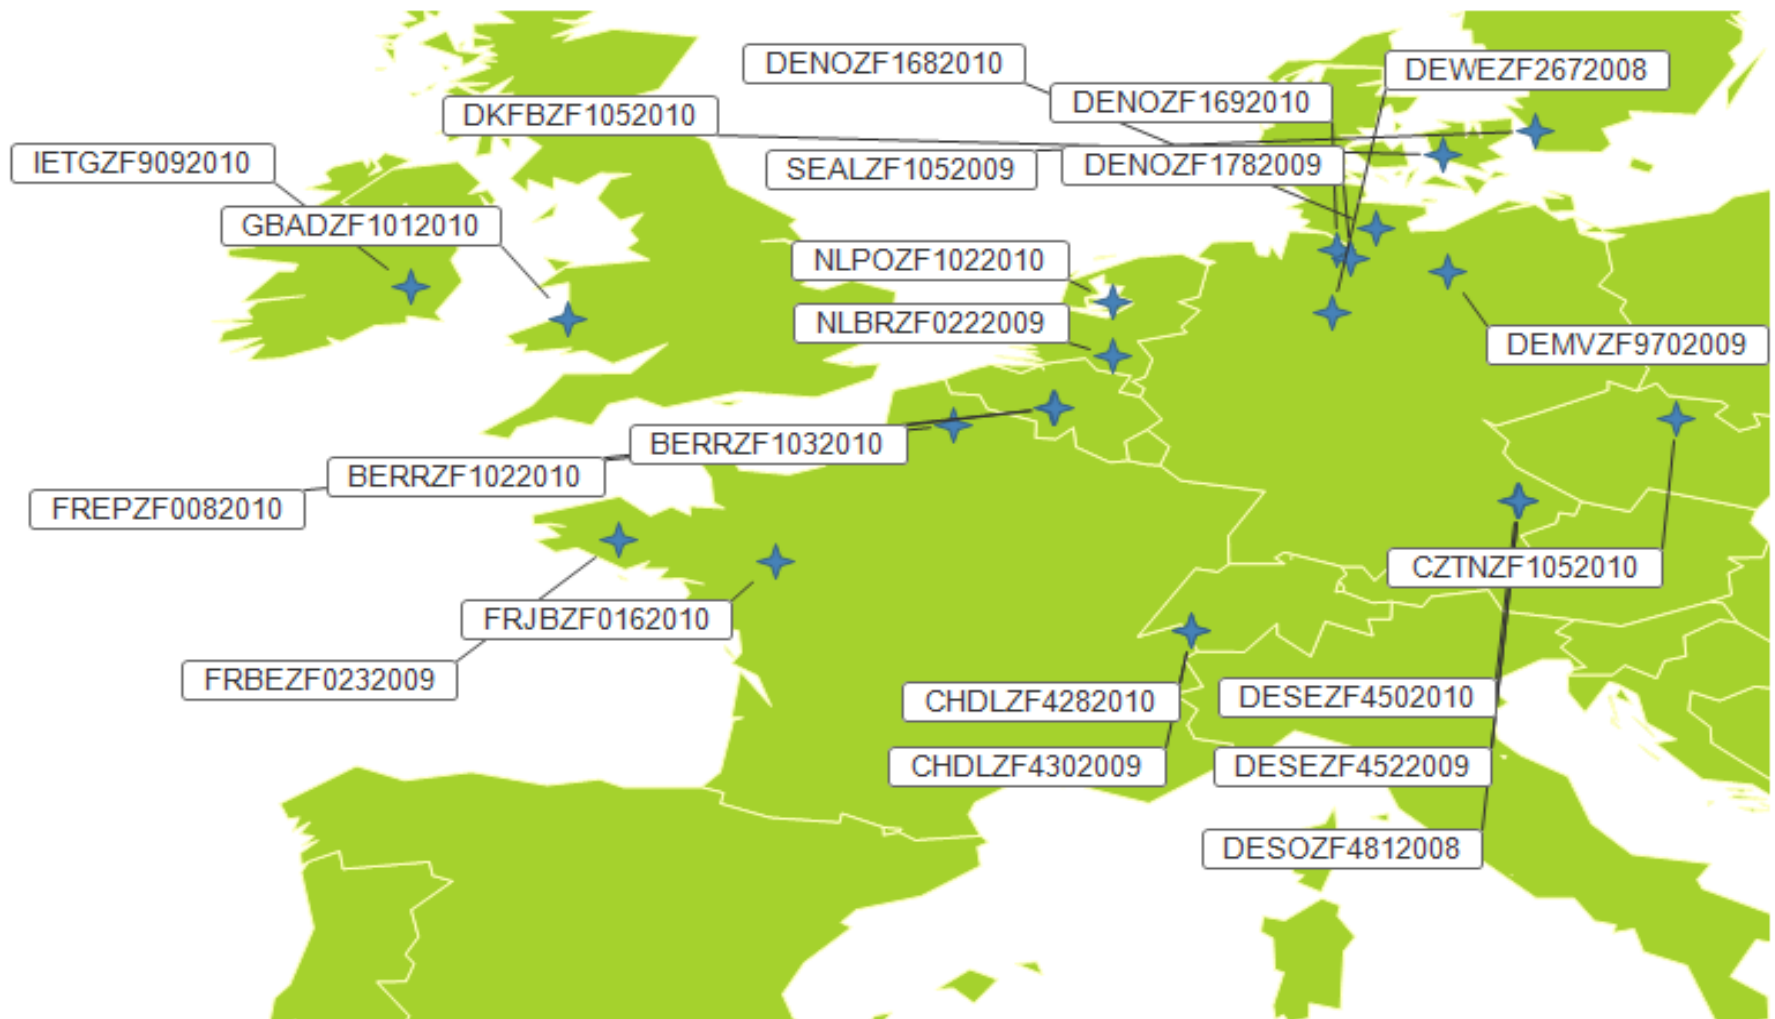 DENOZF1682010
DEWEZF2672008
DENOZF1692010
DKFBZF1052010
IETGZF9092010
SEALZF1052009
DENOZF1782009
GBADZF1012010
NLPOZF1022010
NLBRZF0222009
DEMVZF9702009
BERRZF1032010
BERRZF1022010
FREPZF0082010
CZTNZF1052010
FRJBZF0162010
FRBEZF0232009
CHDLZF4282010
DESEZF4502010
CHDLZF4302009
DESEZF4522009
DESOZF4812008